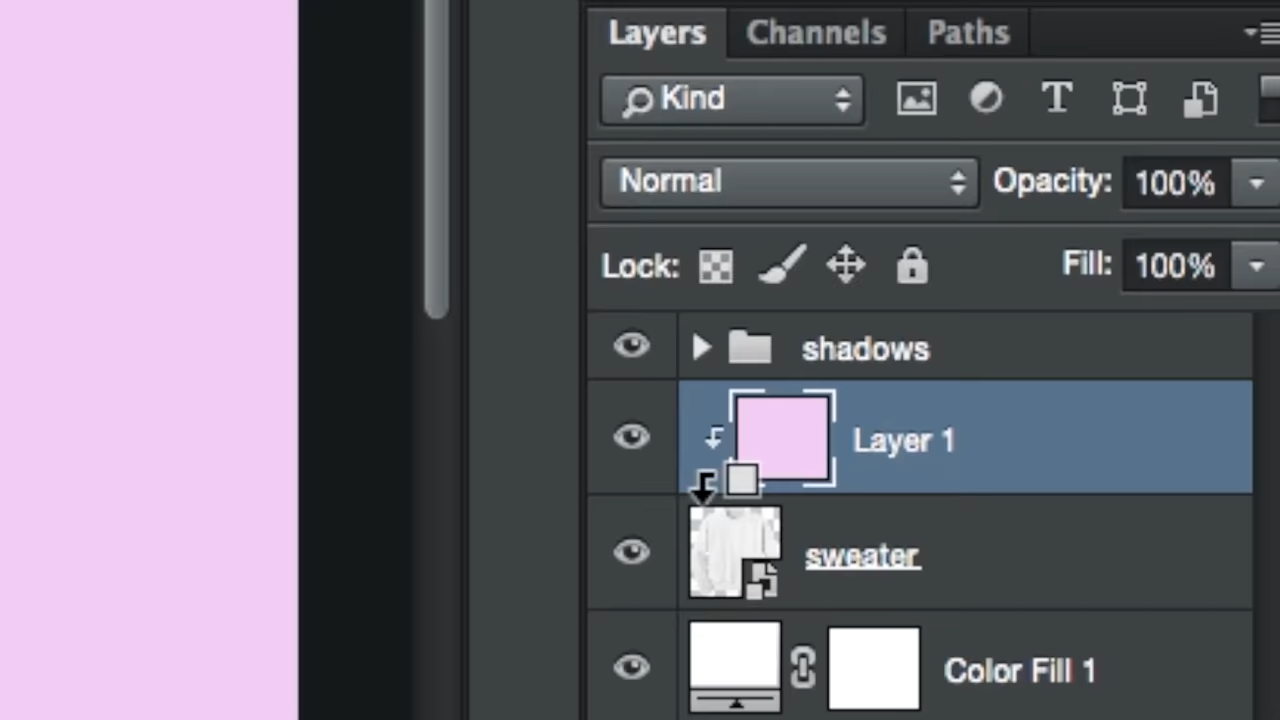 Layers Channels Paths
Kind T
Normal Opacity: 100%
Lock: Fill: 100%
shadows
Layer 1
sweater
Color Fill 1